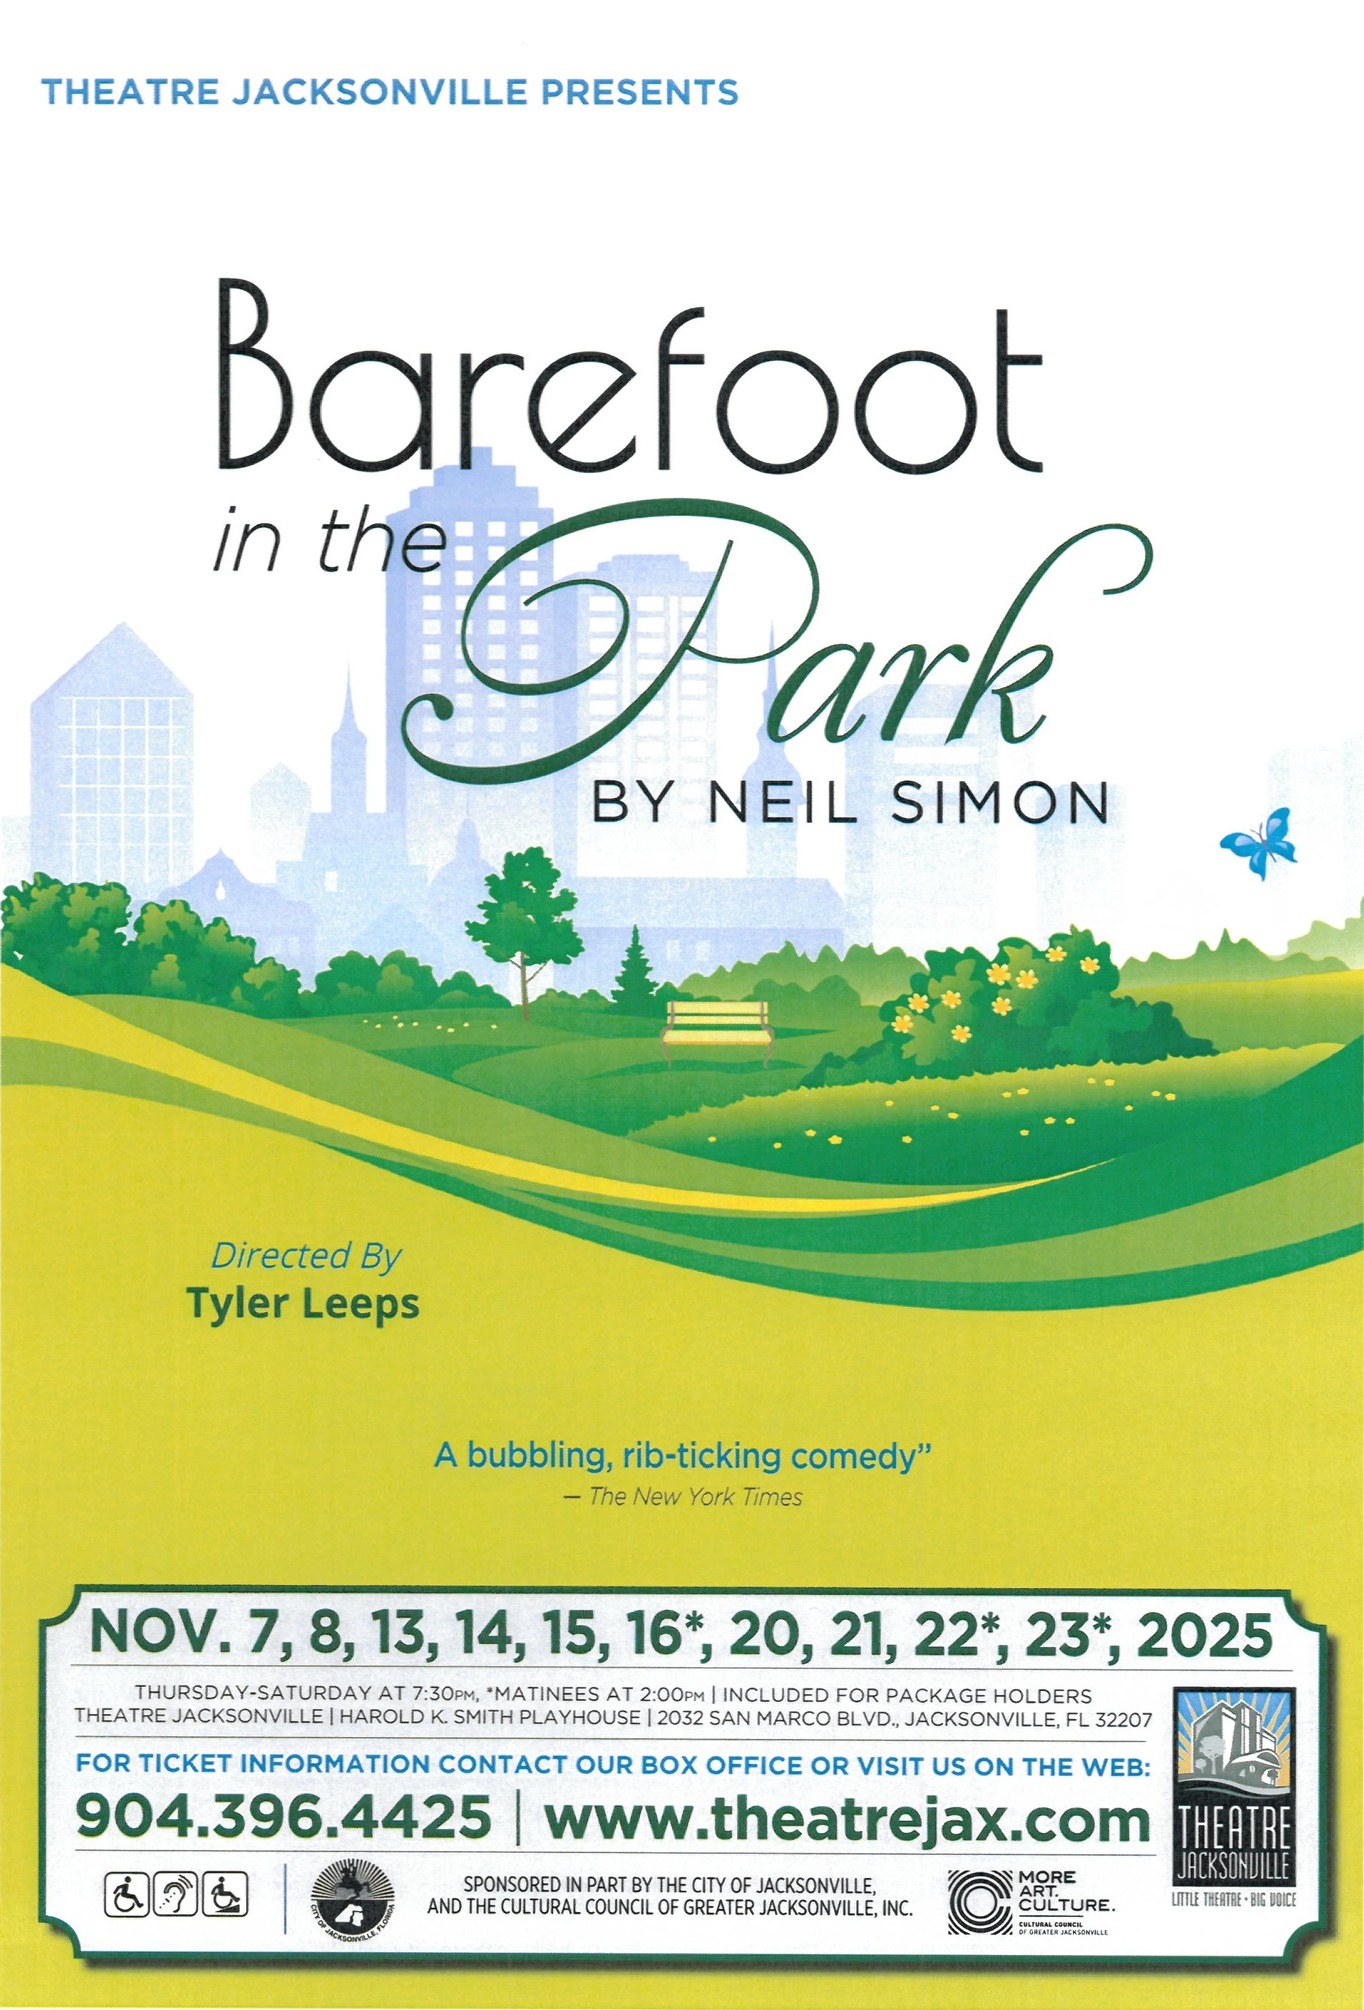 THEATRE JACKSONVILLE PRESENTS
Barefoot
in the
Park
BY NEIL SIMON
Directed By
Tyler Leeps
A bubbling, rib-ticking comedy”
– The New York Times
NOV. 7, 8, 13, 14, 15, 16*, 20, 21, 22*, 23*, 2025
THURSDAY-SATURDAY AT 7:30PM, *MATINEES AT 2:00PM | INCLUDED FOR PACKAGE HOLDERS
THEATRE JACKSONVILLE | HAROLD K. SMITH PLAYHOUSE | 2032 SAN MARCO BLVD., JACKSONVILLE, FL 32207
FOR TICKET INFORMATION CONTACT OUR BOX OFFICE OR VISIT US ON THE WEB:
904.396.4425 | www.theatrejax.com
THEATRE
JACKSONVILLE
LITTLE THEATRE • BIG VOICE
CITY OF JACKSONVILLE, FLORIDA
SPONSORED IN PART BY THE CITY OF JACKSONVILLE,
AND THE CULTURAL COUNCIL OF GREATER JACKSONVILLE, INC.
MORE
ART.
CULTURE.
CULTURAL COUNCIL
OF GREATER JACKSONVILLE